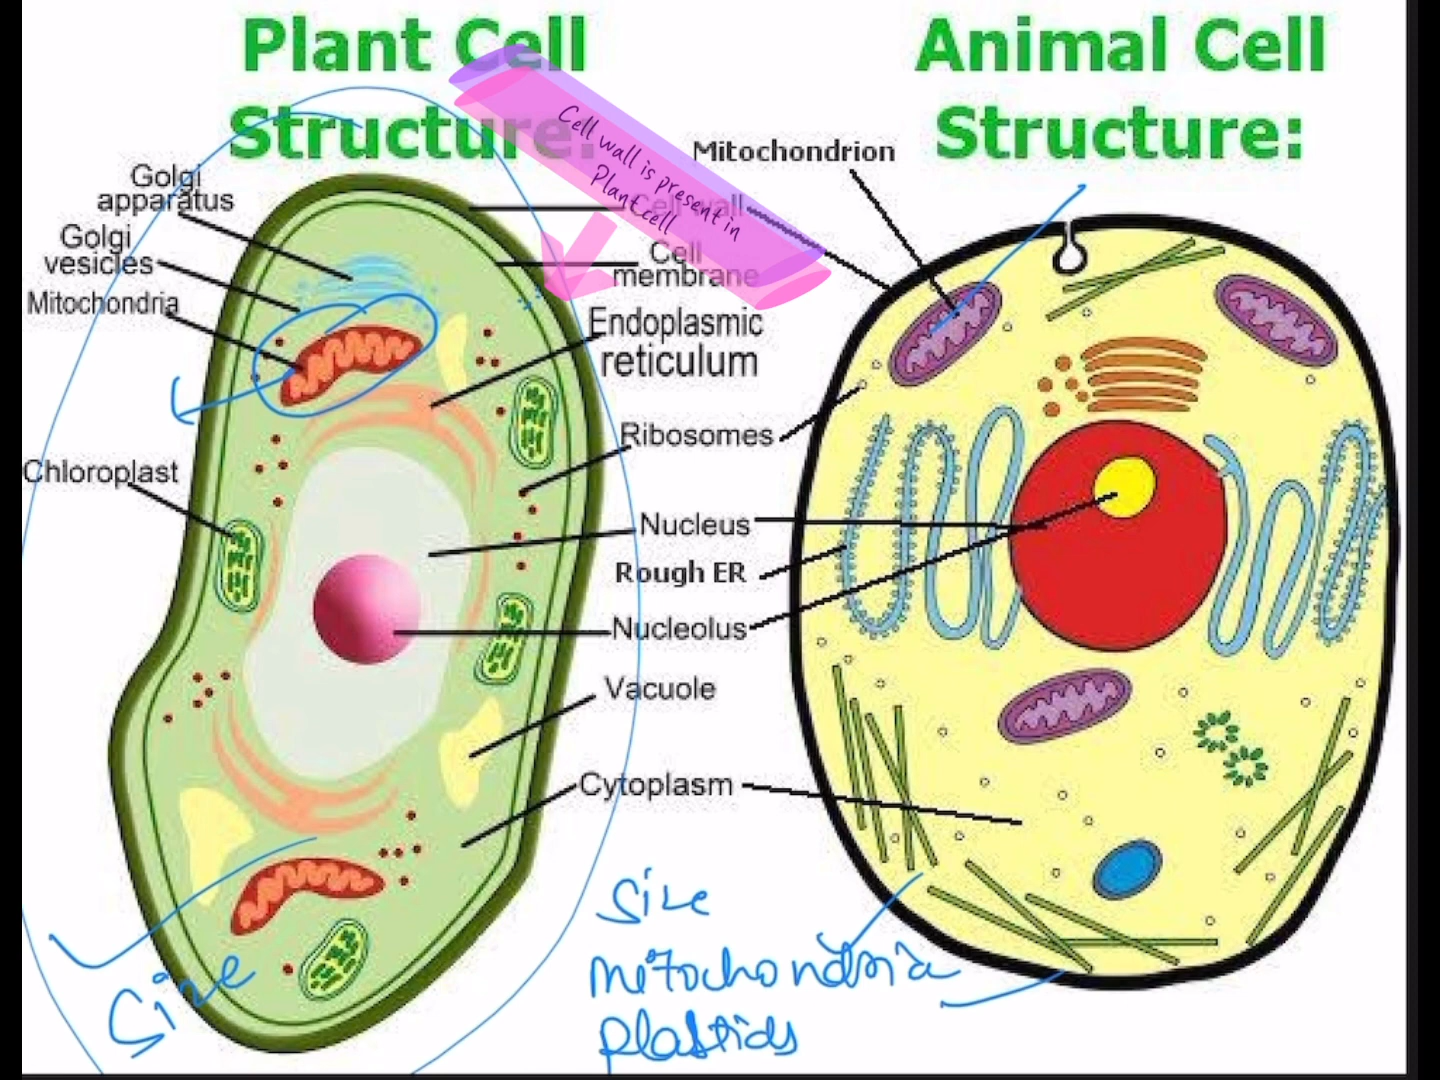 Plant Cell
Structure:
Animal Cell
Structure:
Cell wall is present in
Plant cell
Mitochondrion
Golgi
apparatus
Golgi
vesicles
Mitochondria
Cell wall
Cell
membrane
Endoplasmic
reticulum
Ribosomes
Chloroplast
Nucleus
Rough ER
Nucleolus
Vacuole
Cytoplasm
Size
Size
mitochondria
plastids